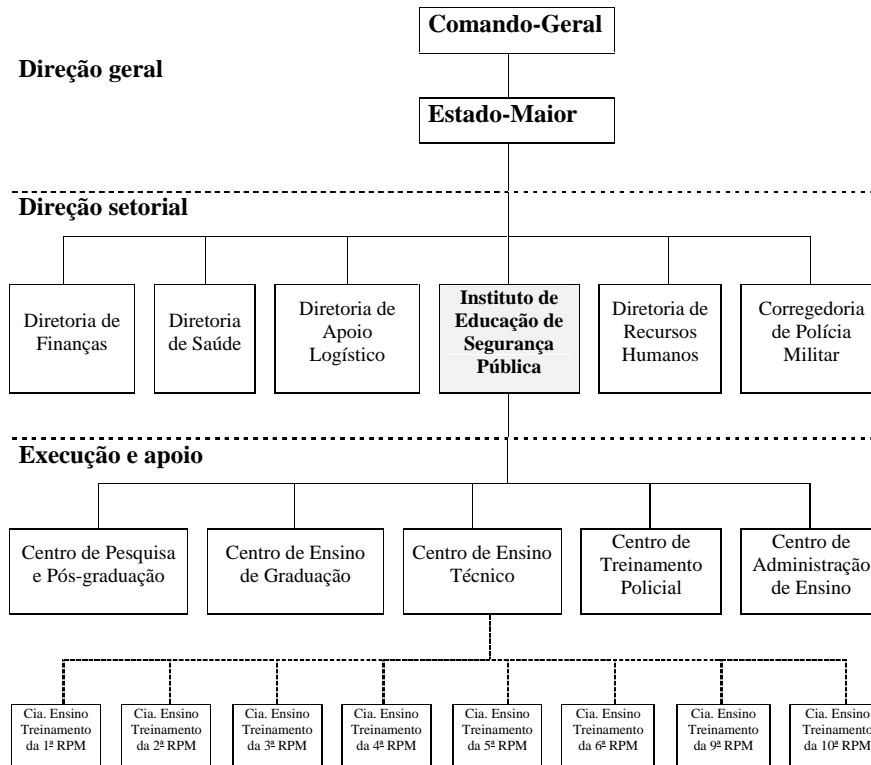 Comando-Geral
Direção geral
Estado-Maior
Direção setorial
Diretoria de
Finanças
Diretoria
de Saúde
Diretoria de
Apoio
Logístico
Instituto de
Educação de
Segurança
Pública
Diretoria de
Recursos
Humanos
Corregedoria
de Polícia
Militar
Execução e apoio
Centro de Pesquisa
e Pós-graduação
Centro de Ensino
de Graduação
Centro de Ensino
Técnico
Centro de
Treinamento
Policial
Centro de
Administração
de Ensino
Cia. Ensino
Treinamento
da 1ª RPM
Cia. Ensino
Treinamento
da 2ª RPM
Cia. Ensino
Treinamento
da 3ª RPM
Cia. Ensino
Treinamento
da 4ª RPM
Cia. Ensino
Treinamento
da 5ª RPM
Cia. Ensino
Treinamento
da 6ª RPM
Cia. Ensino
Treinamento
da 9ª RPM
Cia. Ensino
Treinamento
da 10ª RPM